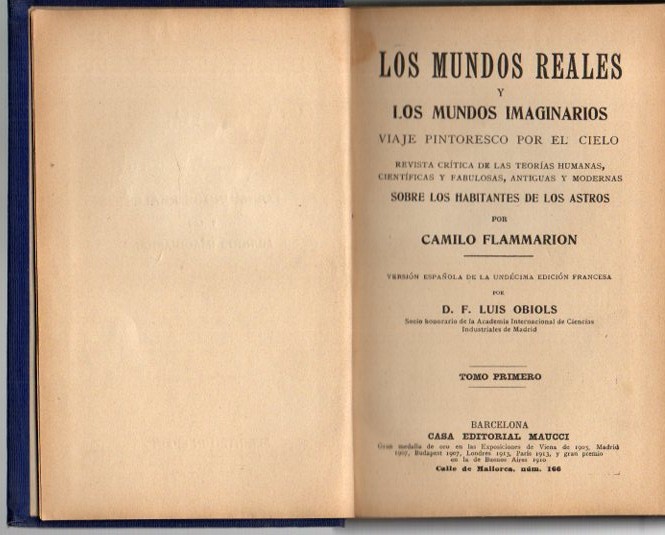 LOS MUNDOS REALES
Y
LOS MUNDOS IMAGINARIOS
VIAJE PINTORESCO POR EL CIELO
REVISTA CRÍTICA DE LAS TEORÍAS HUMANAS,
CIENTÍFICAS Y FABULOSAS, ANTIGUAS Y MODERNAS
SOBRE LOS HABITANTES DE LOS ASTROS
POR
CAMILO FLAMMARION
VERSIÓN ESPAÑOLA DE LA UNDÉCIMA EDICIÓN FRANCESA
POR
D. F. LUIS OBIOLS
Socio honorario de la Academia Internacional de Ciencias
Industriales de Madrid
TOMO PRIMERO
BARCELONA
CASA EDITORIAL MAUCCI
Gran medalla de oro en las Exposiciones de Viena de 1903, Madrid
1907, Budapest 1907, Londres 1913, París 1913, y gran premio
en la de Buenos Aires 1910
Calle de Mallorca, núm. 166